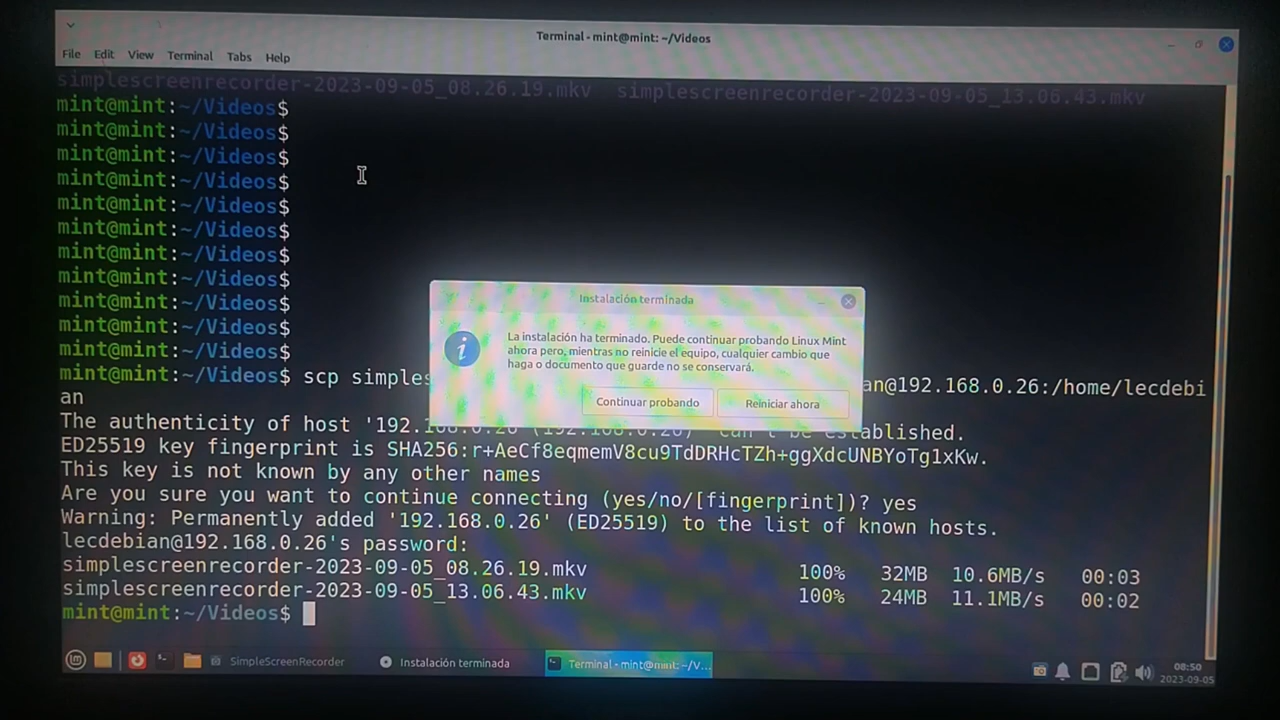 Terminal - mint@mint: ~/Videos
File Edit View Terminal Tabs Help
simplescreenrecorder-2023-09-05_08.26.19.mkv simplescreenrecorder-2023-09-05_13.06.43.mkv
mint@mint:~/Videos$
mint@mint:~/Videos$
mint@mint:~/Videos$
mint@mint:~/Videos$
mint@mint:~/Videos$
mint@mint:~/Videos$
mint@mint:~/Videos$
mint@mint:~/Videos$
mint@mint:~/Videos$
mint@mint:~/Videos$
mint@mint:~/Videos$
mint@mint:~/Videos$ scp simples an@192.168.0.26:/home/lecdebi
an
The authenticity of host '192.168.0.26 (192.168.0.26)' can't be established.
ED25519 key fingerprint is SHA256:r+AeCf8eqmemV8cu9TdDRHcTZh+ggXdcUNBYoTg1xKw.
This key is not known by any other names
Are you sure you want to continue connecting (yes/no/[fingerprint])? yes
Warning: Permanently added '192.168.0.26' (ED25519) to the list of known hosts.
lecdebian@192.168.0.26's password:
simplescreenrecorder-2023-09-05_08.26.19.mkv 100% 32MB 10.6MB/s 00:03
simplescreenrecorder-2023-09-05_13.06.43.mkv 100% 24MB 11.1MB/s 00:02
mint@mint:~/Videos$
Instalación terminada
La instalación ha terminado. Puede continuar probando Linux Mint
ahora pero, mientras no reinicie el equipo, cualquier cambio que
haga o documento que guarde no se conservará.
Continuar probando Reiniciar ahora
SimpleScreenRecorder Instalación terminada Terminal - mint@mint: ~/V... 08:50
2023-09-05